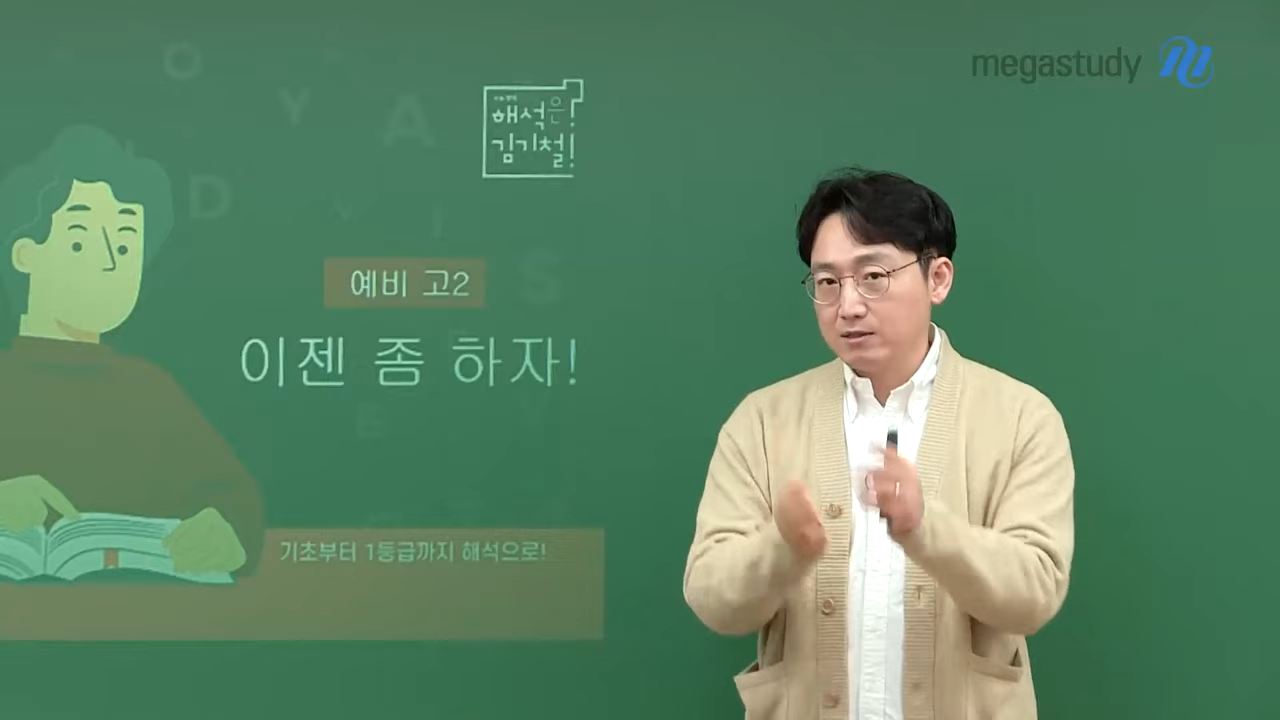 megastudy
해석은!
김기철!
예비 고2
이젠 좀 하자!
기초부터 1등급까지 해석으로!